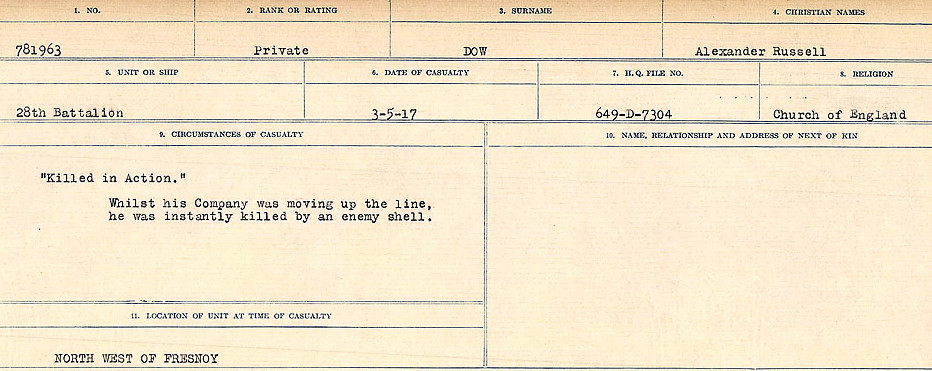 1. NO. 2. RANK OR RATING 3. SURNAME 4. CHRISTIAN NAMES
781963 Private DOW Alexander Russell
5. UNIT OR SHIP 6. DATE OF CASUALTY 7. H.Q. FILE NO. 8. RELIGION
28th Battalion 3-5-17 649-D-7304 Church of England
9. CIRCUMSTANCES OF CASUALTY 10. NAME, RELATIONSHIP AND ADDRESS OF NEXT OF KIN
"Killed in Action."
Whilst his Company was moving up the line,
he was instantly killed by an enemy shell.
11. LOCATION OF UNIT AT TIME OF CASUALTY
NORTH WEST OF FRESNOY